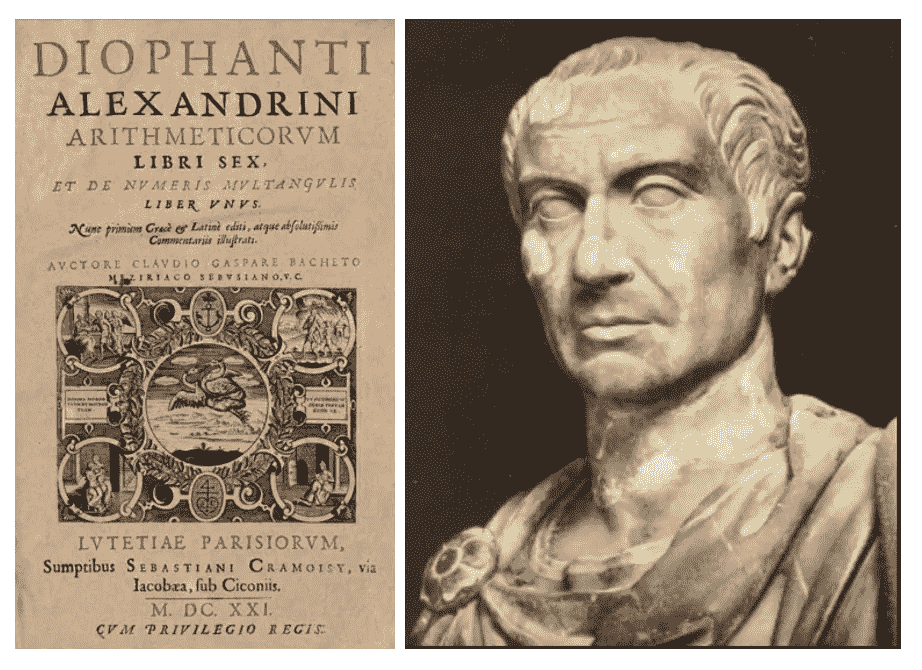 DIOPHANTI
ALEXANDRINI
ARITHMETICORVM
LIBRI SEX,
ET DE NVMERIS MVLTANGVLIS
LIBER VNVS.
Nunc primùm Græcè & Latinè editi, atque absolutissimis
Commentariis illustrati.
AVCTORE CLAVDIO GASPARE BACHETO
MEZIRIACO SEBVSIANO, V.C.
LVTETIAE PARISIORVM,
Sumptibus SEBASTIANI CRAMOISY, via
Iacobæa, sub Ciconiis.
M. DC. XXI.
CVM PRIVILEGIO REGIS.